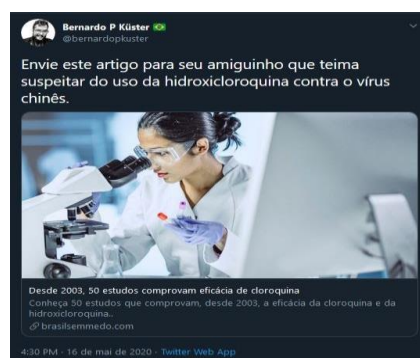 Bernardo P Küster 🇧🇷
@bernardopkuster
Envie este artigo para seu amiguinho que teima
suspeitar do uso da hidroxicloroquina contra o vírus
chinês.
Desde 2003, 50 estudos comprovam eficácia de cloroquina
Conheça 50 estudos que comprovam, desde 2003, a eficácia da cloroquina e da
hidroxicloroquina..
brasilsemmedo.com
4:30 PM · 16 de mai de 2020 · Twitter Web App